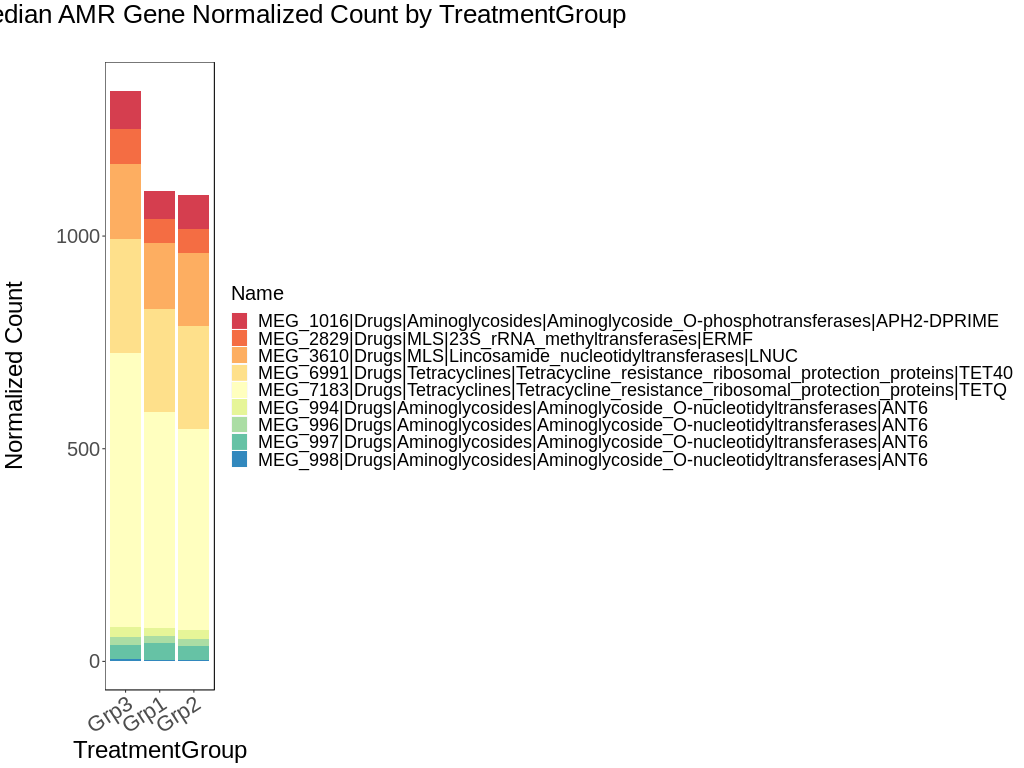 edian AMR Gene Normalized Count by TreatmentGroup
Normalized Count
1000
500
0
Grp3
Grp1
Grp2
TreatmentGroup
Name
MEG_1016|Drugs|Aminoglycosides|Aminoglycoside_O-phosphotransferases|APH2-DPRIME
MEG_2829|Drugs|MLS|23S_rRNA_methyltransferases|ERMF
MEG_3610|Drugs|MLS|Lincosamide_nucleotidyltransferases|LNUC
MEG_6991|Drugs|Tetracyclines|Tetracycline_resistance_ribosomal_protection_proteins|TET40
MEG_7183|Drugs|Tetracyclines|Tetracycline_resistance_ribosomal_protection_proteins|TETQ
MEG_994|Drugs|Aminoglycosides|Aminoglycoside_O-nucleotidyltransferases|ANT6
MEG_996|Drugs|Aminoglycosides|Aminoglycoside_O-nucleotidyltransferases|ANT6
MEG_997|Drugs|Aminoglycosides|Aminoglycoside_O-nucleotidyltransferases|ANT6
MEG_998|Drugs|Aminoglycosides|Aminoglycoside_O-nucleotidyltransferases|ANT6